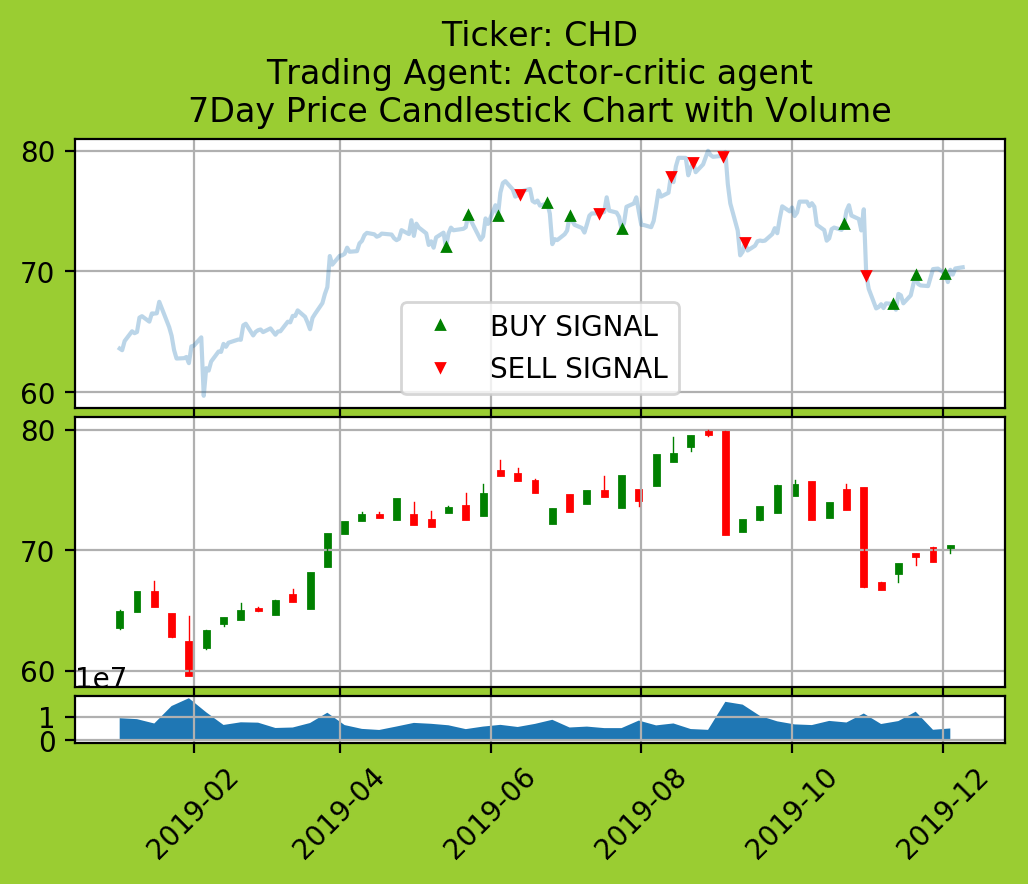 Ticker: CHD
Trading Agent: Actor-critic agent
7Day Price Candlestick Chart with Volume
80
70
60
BUY SIGNAL
SELL SIGNAL
80
70
60
1e7
1
0
2019-02
2019-04
2019-06
2019-08
2019-10
2019-12